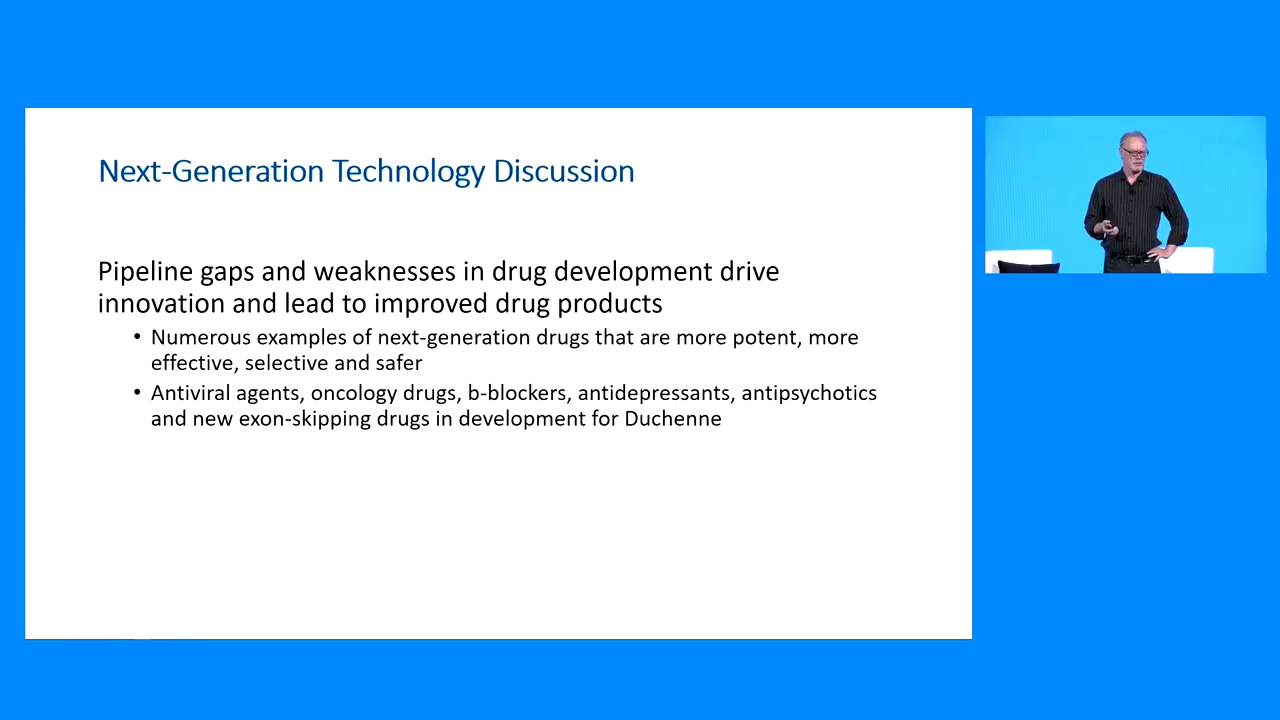 Next-Generation Technology Discussion
Pipeline gaps and weaknesses in drug development drive
innovation and lead to improved drug products
• Numerous examples of next-generation drugs that are more potent, more
effective, selective and safer
• Antiviral agents, oncology drugs, b-blockers, antidepressants, antipsychotics
and new exon-skipping drugs in development for Duchenne